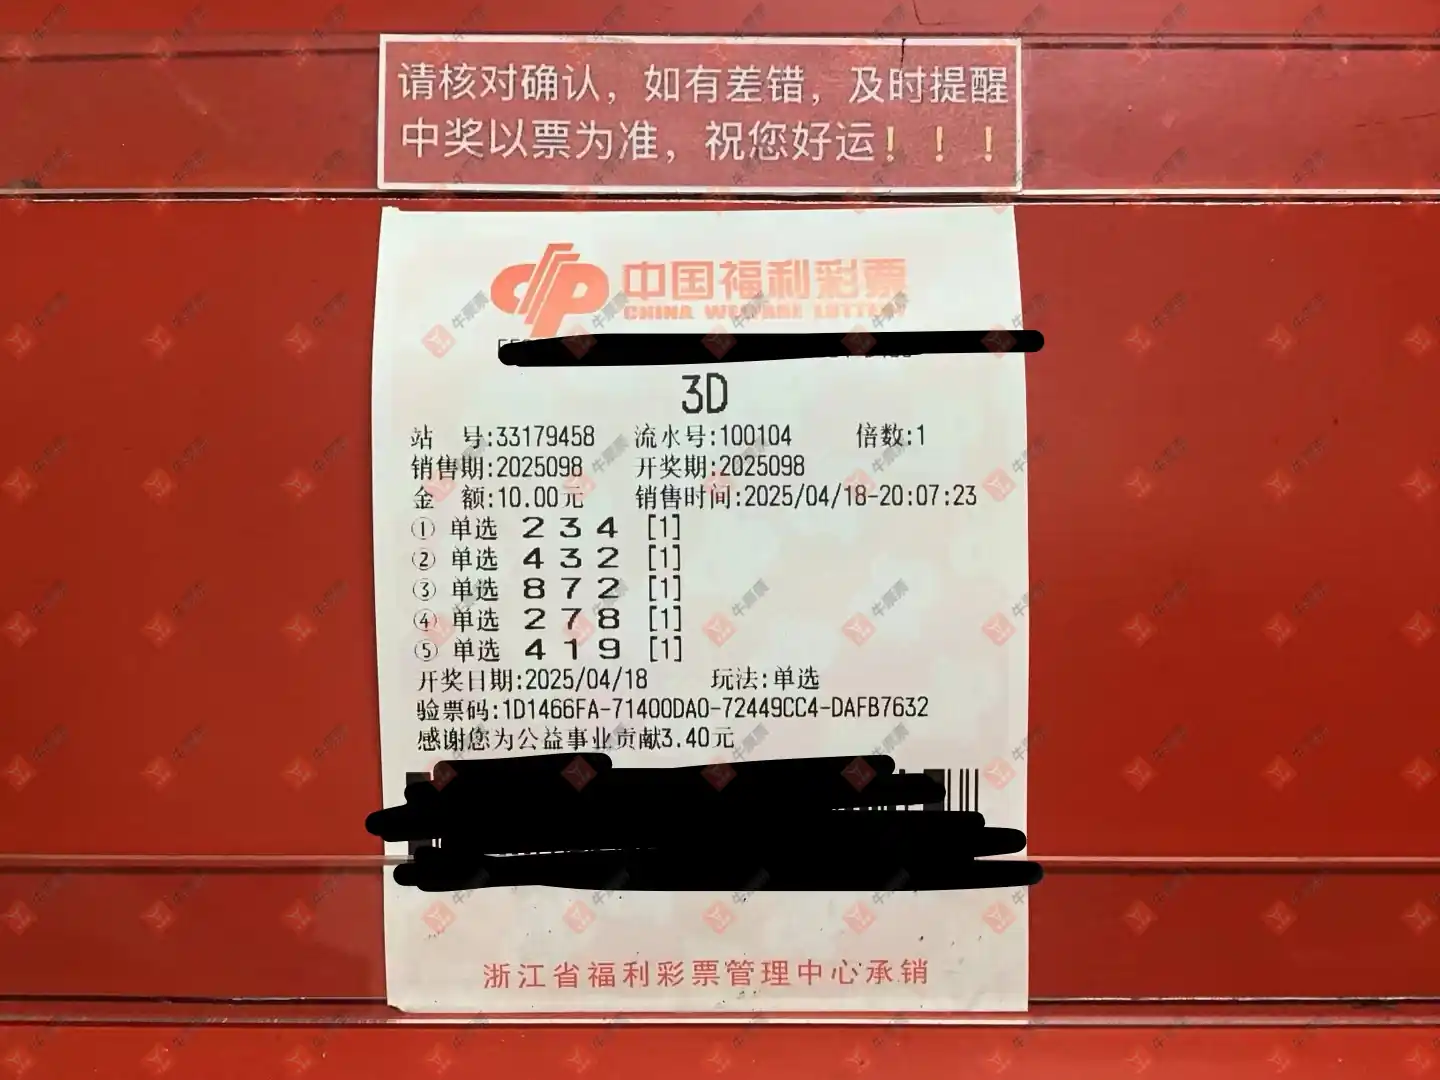 请核对确认，如有差错，及时提醒
中奖以票为准，祝您好运！！！
中国福利彩票
CHINA WELFARE LOTTERY
3D
站 号:33179458 流水号:100104 倍数:1
销售期:2025098 开奖期:2025098
金 额:10.00元 销售时间:2025/04/18-20:07:23
① 单选 2 3 4 [1]
② 单选 4 3 2 [1]
③ 单选 8 7 2 [1]
④ 单选 2 7 8 [1]
⑤ 单选 4 1 9 [1]
开奖日期:2025/04/18 玩法:单选
验票码:1D1466FA-71400DA0-72449CC4-DAFB7632
感谢您为公益事业贡献3.40元
浙江省福利彩票管理中心承销
牛票票